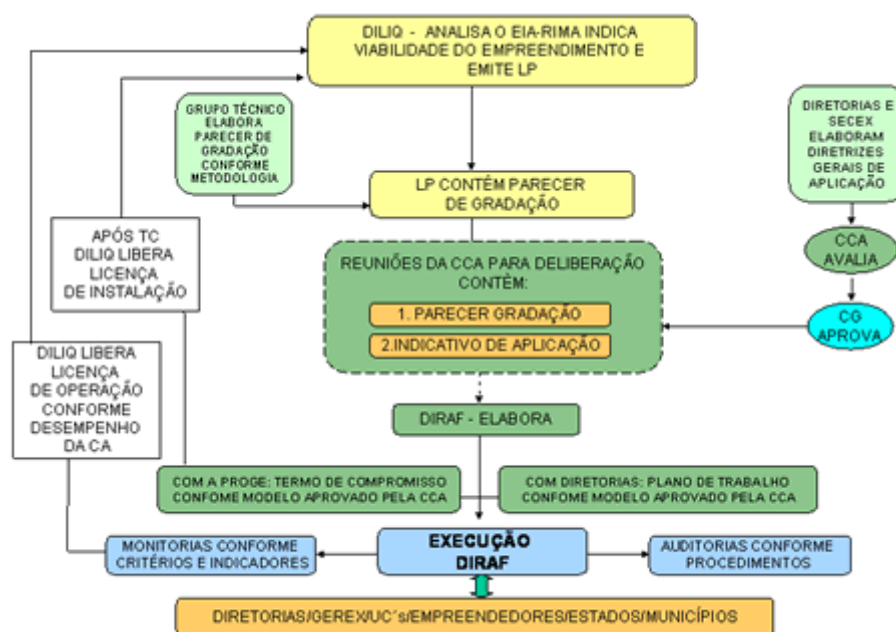 DILIQ - ANALISA O EIA-RIMA INDICA
VIABILIDADE DO EMPREENDIMENTO E
EMITE LP
GRUPO TÉCNICO
ELABORA
PARECER DE
GRADAÇÃO
CONFORME
METODOLOGIA
DIRETORIAS E
SECEX
ELABORAM
DIRETRIZES
GERAIS DE
APLICAÇÃO
LP CONTÉM PARECER
DE GRADAÇÃO
APÓS TC
DILIQ LIBERA
LICENÇA
DE INSTALAÇÃO
CCA
AVALIA
REUNIÕES DA CCA PARA DELIBERAÇÃO
CONTÉM:
1. PARECER GRADAÇÃO
2.INDICATIVO DE APLICAÇÃO
CG
APROVA
DILIQ LIBERA
LICENÇA
DE OPERAÇÃO
CONFORME
DESEMPENHO
DA CA
DIRAF - ELABORA
COM A PROGE: TERMO DE COMPROMISSO
CONFOME MODELO APROVADO PELA CCA
COM DIRETORIAS: PLANO DE TRABALHO
CONFOME MODELO APROVADO PELA CCA
MONITORIAS CONFORME
CRITÉRIOS E INDICADORES
EXECUÇÃO
DIRAF
AUDITORIAS CONFORME
PROCEDIMENTOS
DIRETORIAS/GEREX/UC´s/EMPREENDEDORES/ESTADOS/MUNICÍPIOS